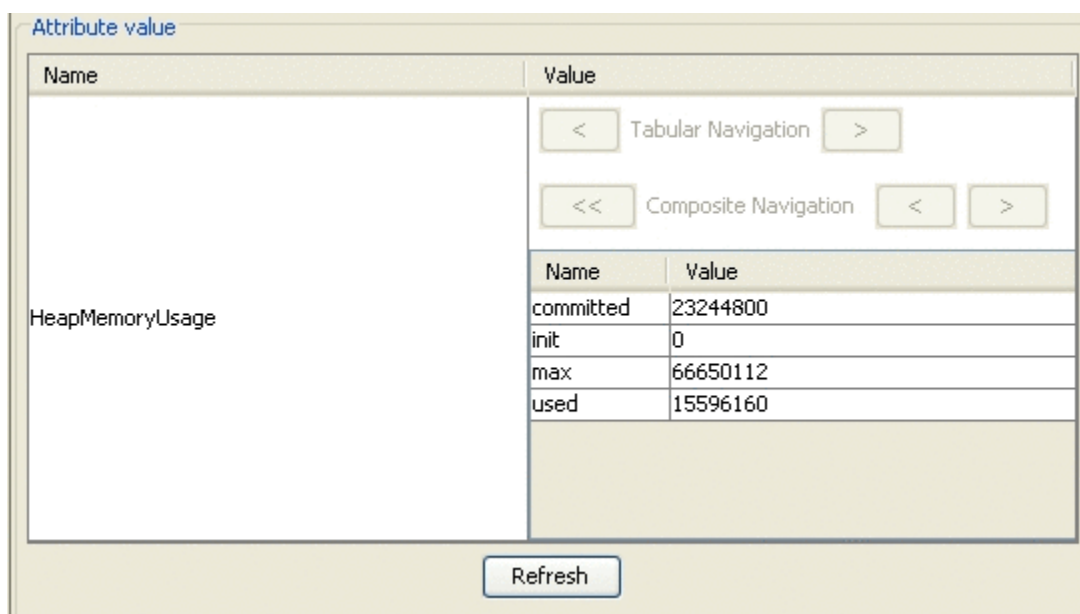 Attribute value
Name Value
< Tabular Navigation >
<< Composite Navigation < >
Name Value
HeapMemoryUsage
committed 23244800
init 0
max 66650112
used 15596160
Refresh